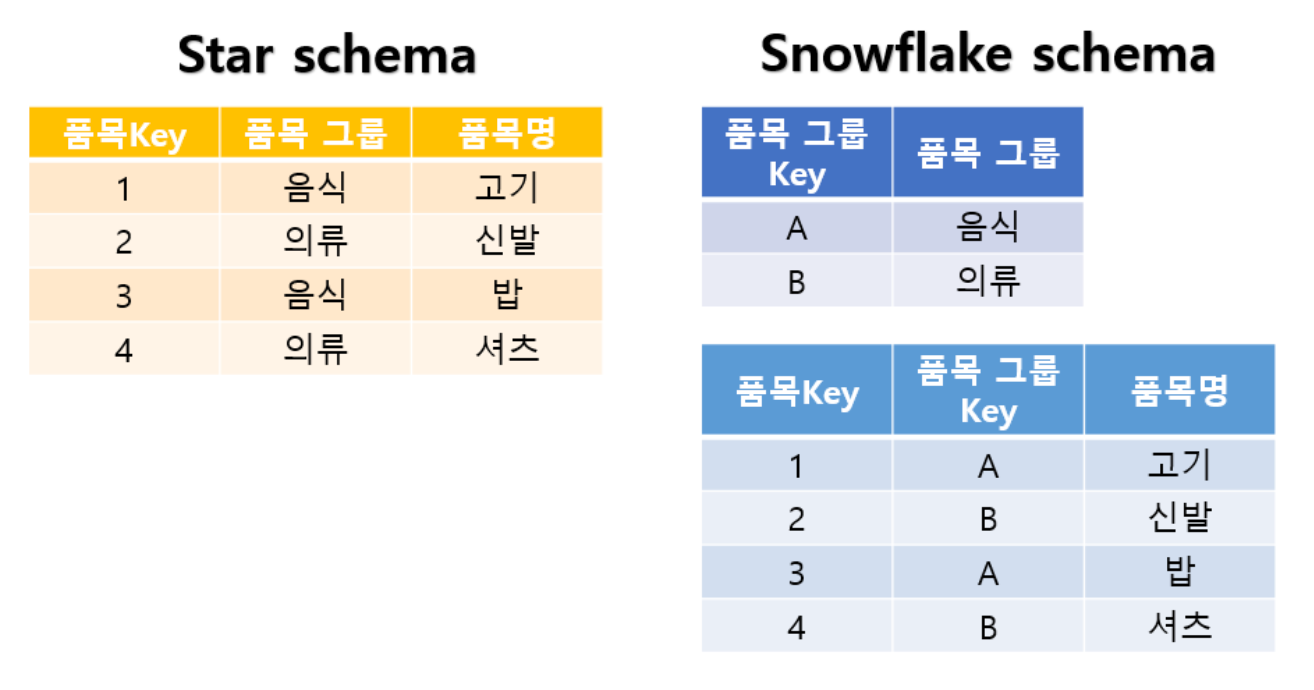 Star schema
품목Key 품목 그룹 품목명
1 음식 고기
2 의류 신발
3 음식 밥
4 의류 셔츠
Snowflake schema
품목 그룹
Key 품목 그룹
A 음식
B 의류
품목Key 품목 그룹
Key 품목명
1 A 고기
2 B 신발
3 A 밥
4 B 셔츠